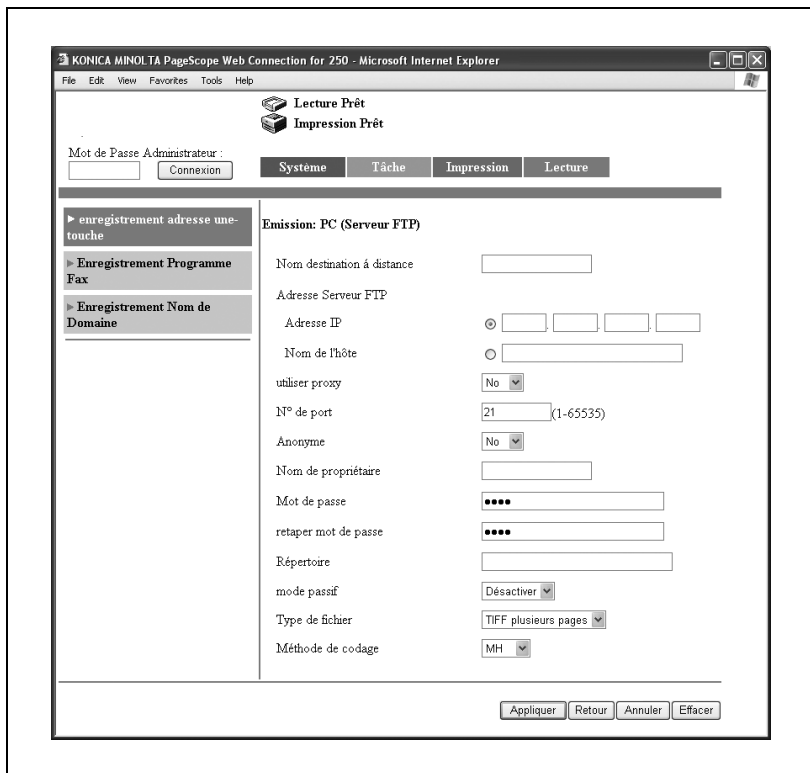 KONICA MINOLTA PageScope Web Connection for 250 - Microsoft Internet Explorer
File Edit View Favorites Tools Help
Lecture Prêt
Impression Prêt
Mot de Passe Administrateur :
Connexion
Système Tâche Impression Lecture
enregistrement adresse une-
touche
Enregistrement Programme
Fax
Enregistrement Nom de
Domaine
Emission: PC (Serveur FTP)
Nom destination á distance
Adresse Serveur FTP
Adresse IP
Nom de l'hôte
utiliser proxy No
N° de port 21 (1-65535)
Anonyme No
Nom de propriétaire
Mot de passe ••••
retaper mot de passe ••••
Répertoire
mode passif Désactiver
Type de fichier TIFF plusieurs pages
Méthode de codage MH
Appliquer Retour Annuler Effacer